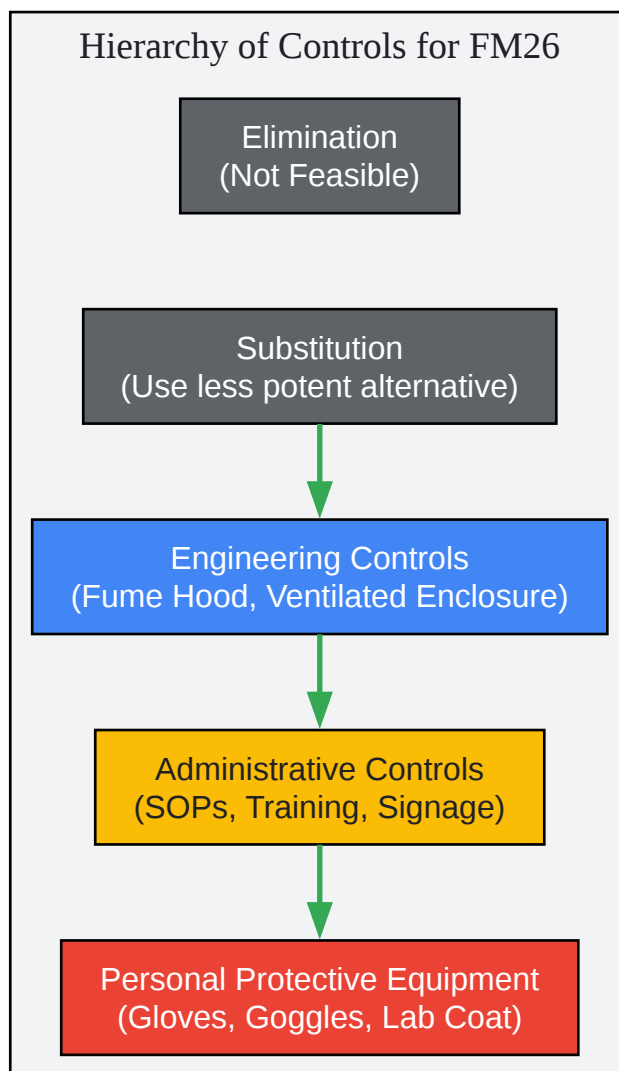 Hierarchy of Controls for FM26
Elimination
(Not Feasible)
Substitution
(Use less potent alternative)
Engineering Controls
(Fume Hood, Ventilated Enclosure)
Administrative Controls
(SOPs, Training, Signage)
Personal Protective Equipment
(Gloves, Goggles, Lab Coat)